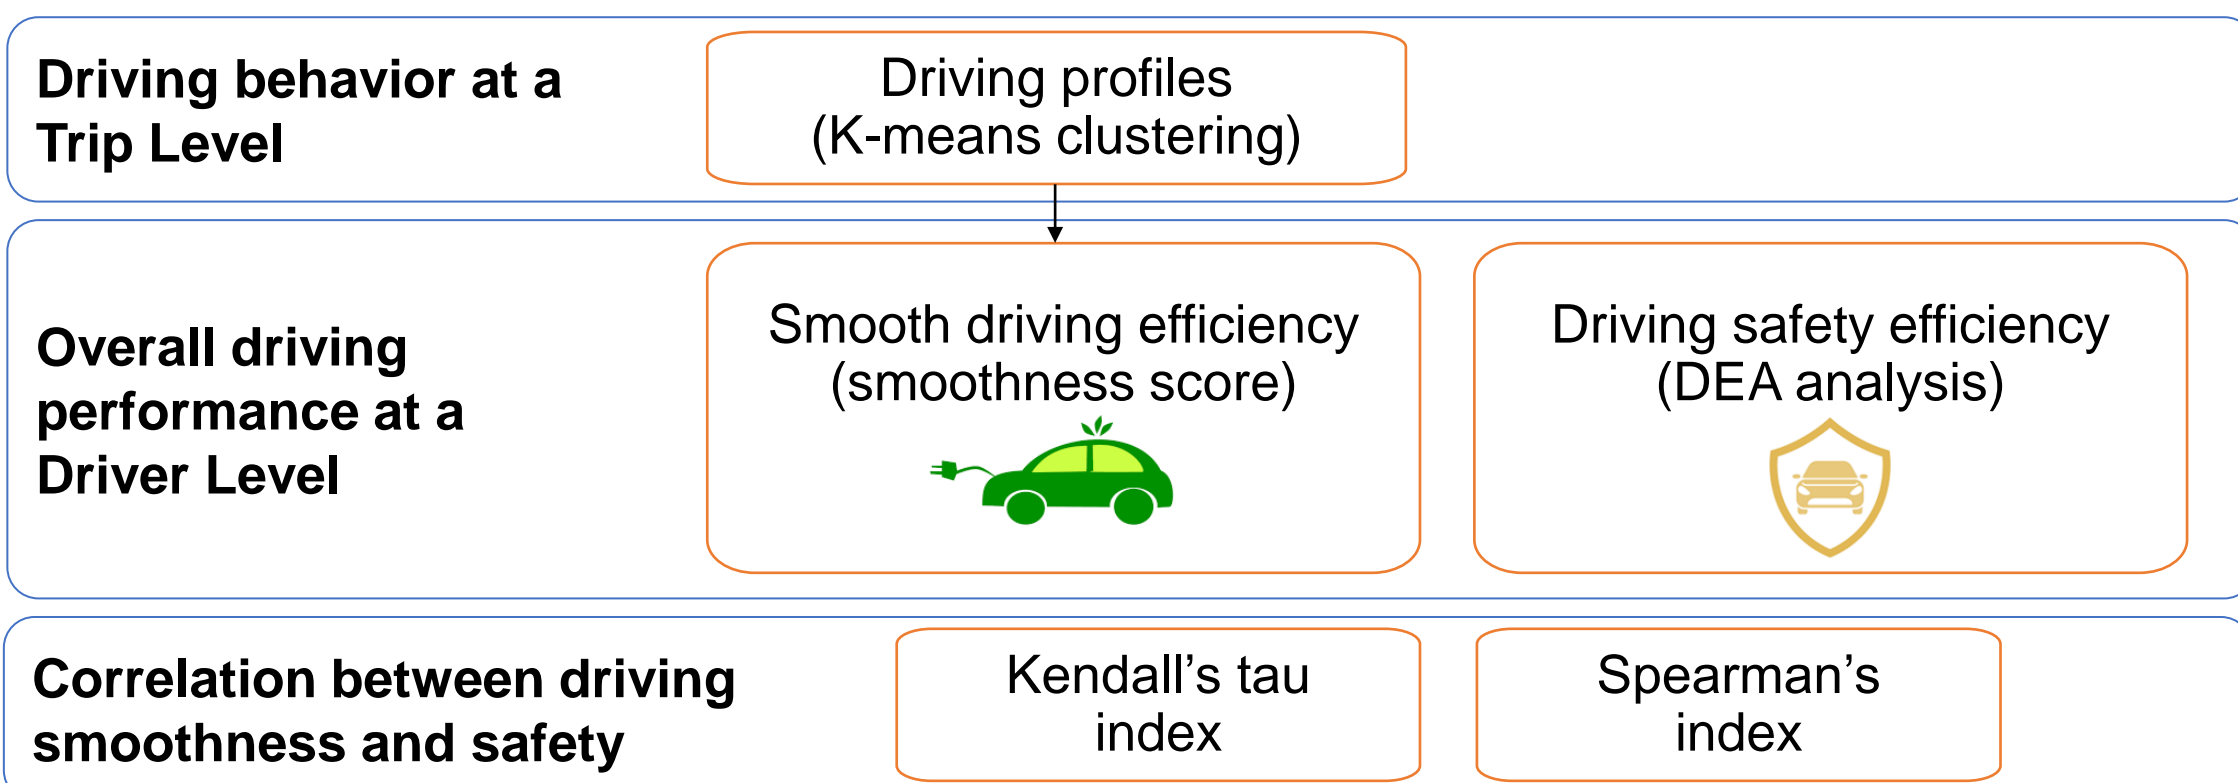 Driving behavior at a
Trip Level
Driving profiles
(K-means clustering)
Overall driving
performance at a
Driver Level
Smooth driving efficiency
(smoothness score)
Driving safety efficiency
(DEA analysis)
Correlation between driving
smoothness and safety
Kendall’s tau
index
Spearman’s
index